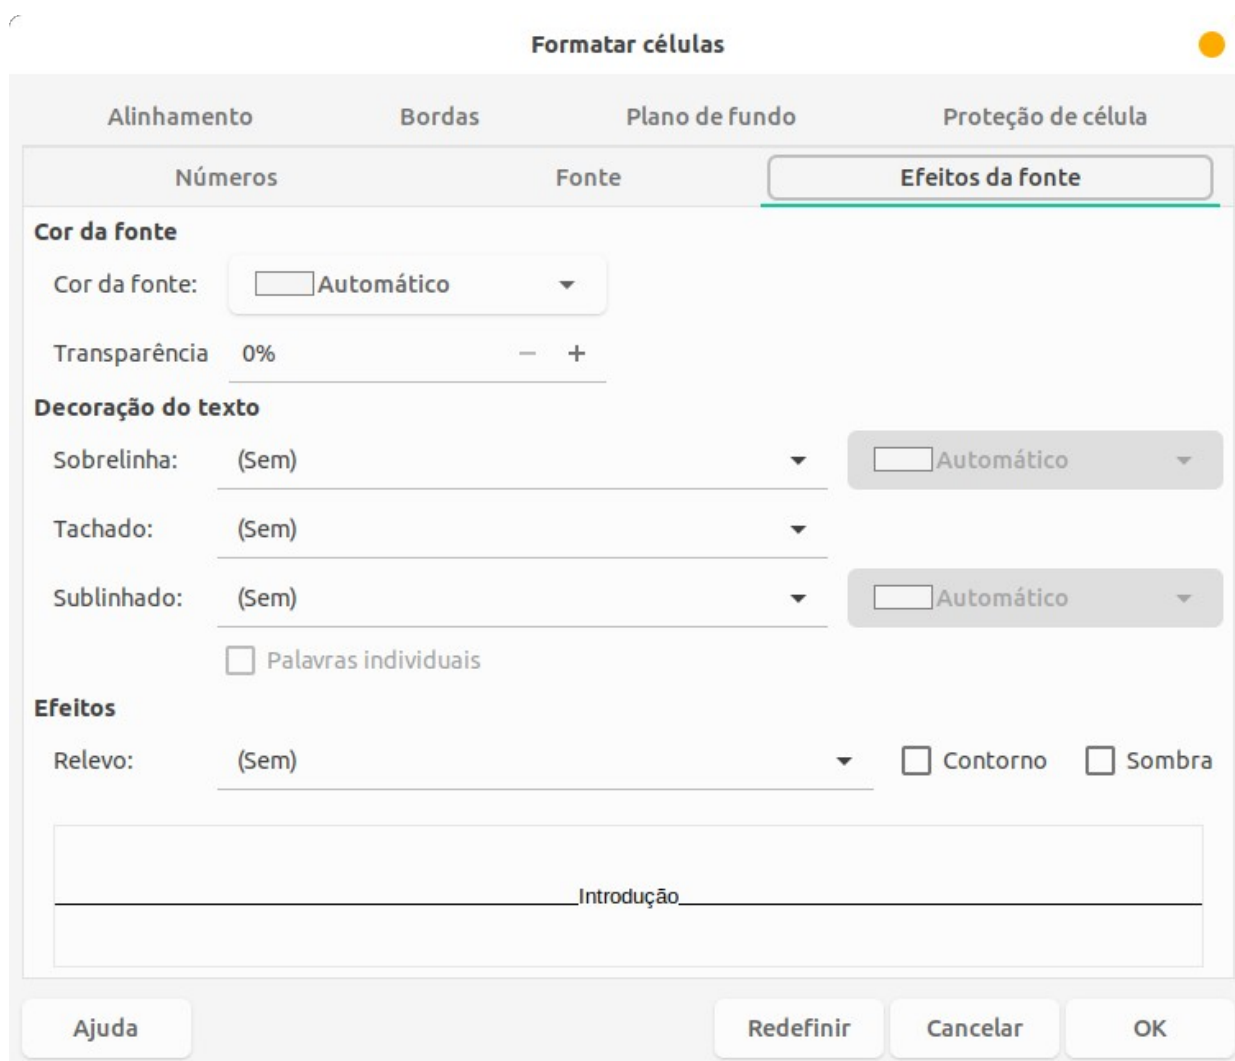 Formatar células
Alinhamento Bordas Plano de fundo Proteção de célula
Números Fonte Efeitos da fonte
Cor da fonte
Cor da fonte: Automático
Transparência 0% − +
Decoração do texto
Sobrelinha: (Sem) Automático
Tachado: (Sem)
Sublinhado: (Sem) Automático
Palavras individuais
Efeitos
Relevo: (Sem) Contorno Sombra
Introdução
Ajuda Redefinir Cancelar OK